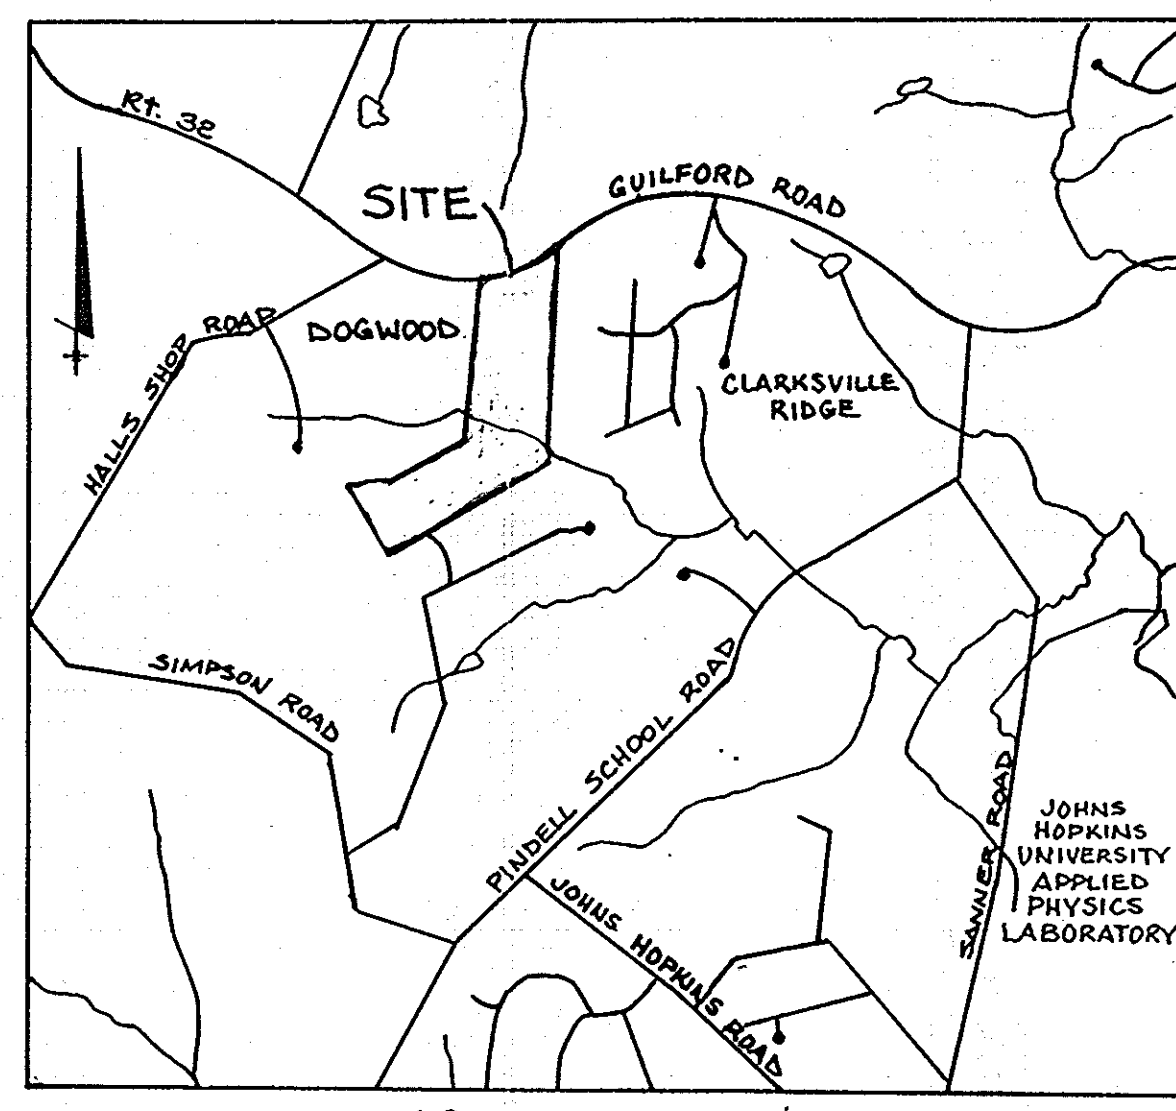 Rt. 32
SITE
GUILFORD ROAD
HALLS SHOP ROAD
DOGWOOD
CLARKSVILLE
RIDGE
SIMPSON ROAD
PINDELL SCHOOL ROAD
JOHNS HOPKINS ROAD
SANNER ROAD
JOHNS
HOPKINS
UNIVERSITY
APPLIED
PHYSICS
LABORATORY